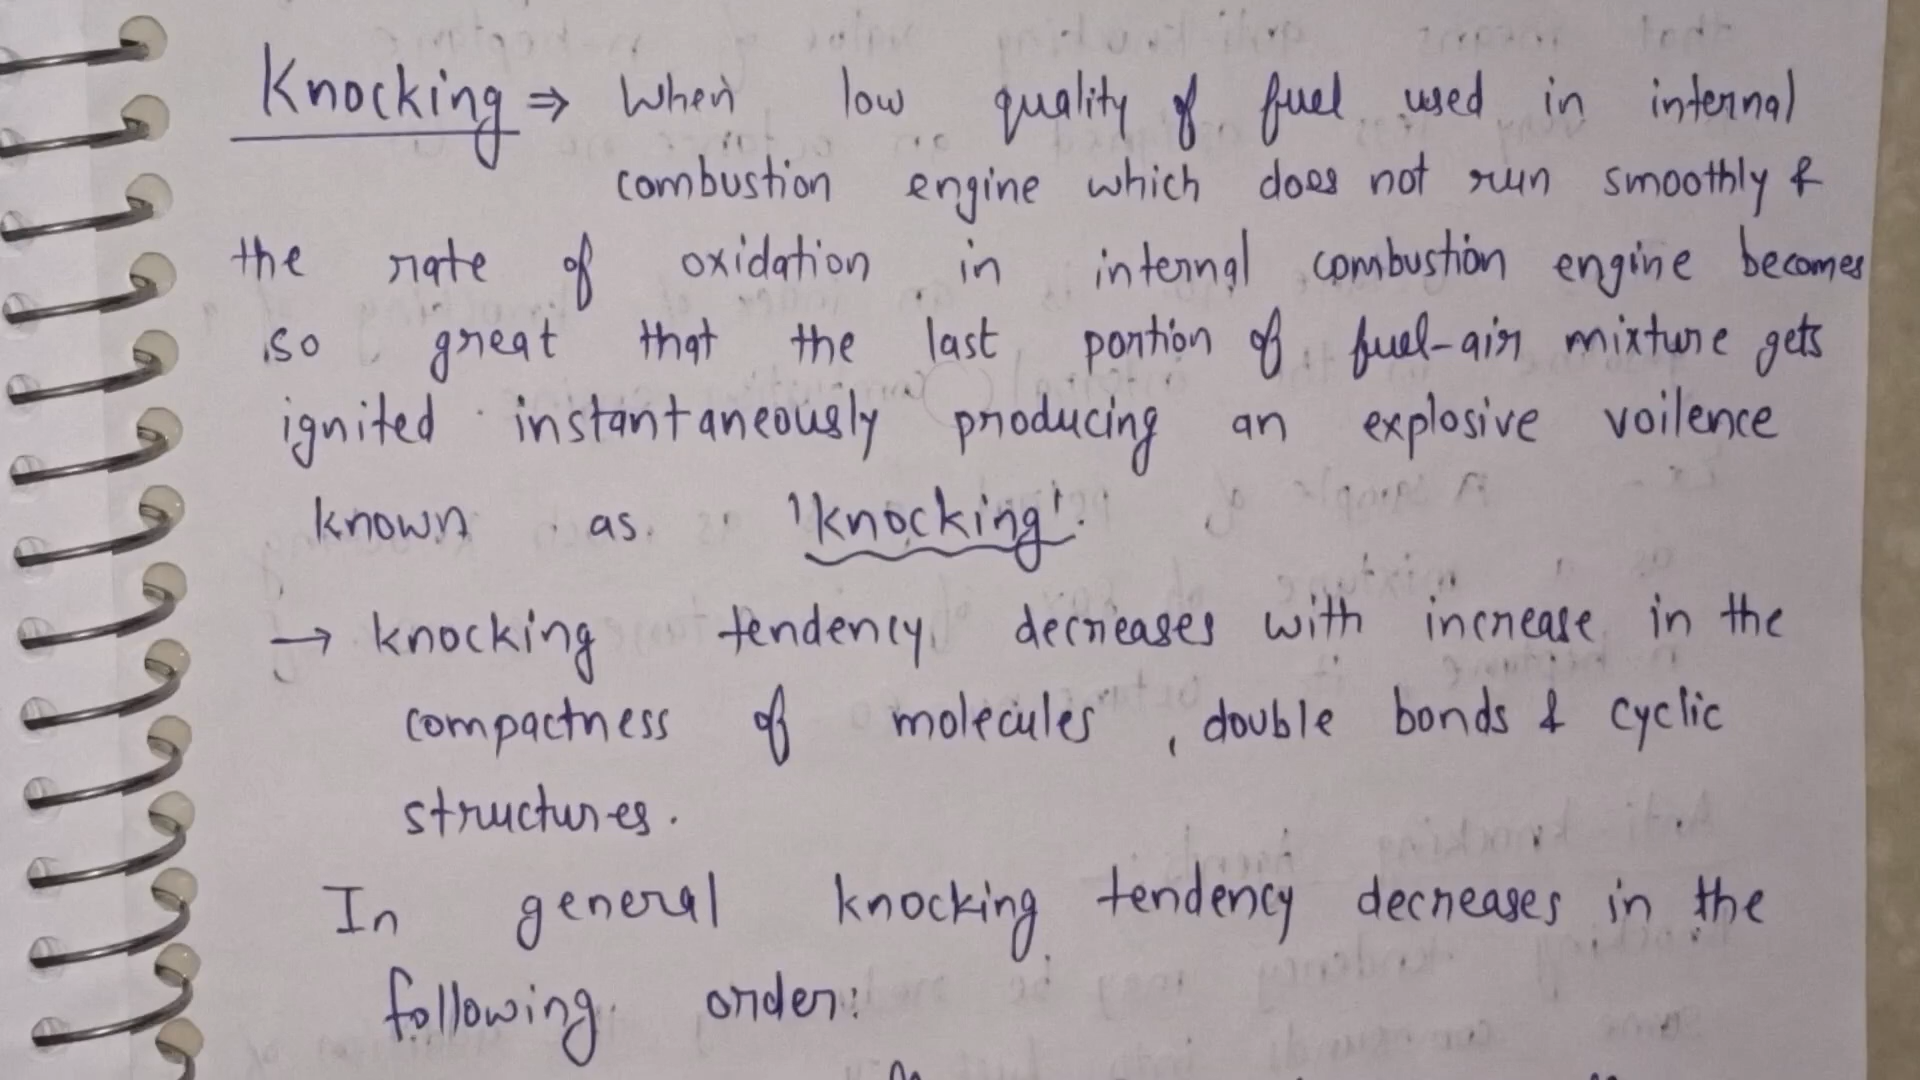 Knocking ⇒ When low quality of fuel used in internal
combustion engine which does not run smoothly &
the rate of oxidation in internal combustion engine becomes
so great that the last portion of fuel-air mixture gets
ignited instantaneously producing an explosive voilence
known as 'knocking'.
→ knocking tendency decreases with increase in the
compactness of molecules, double bonds & cyclic
structures.
In general knocking tendency decreases in the
following order: